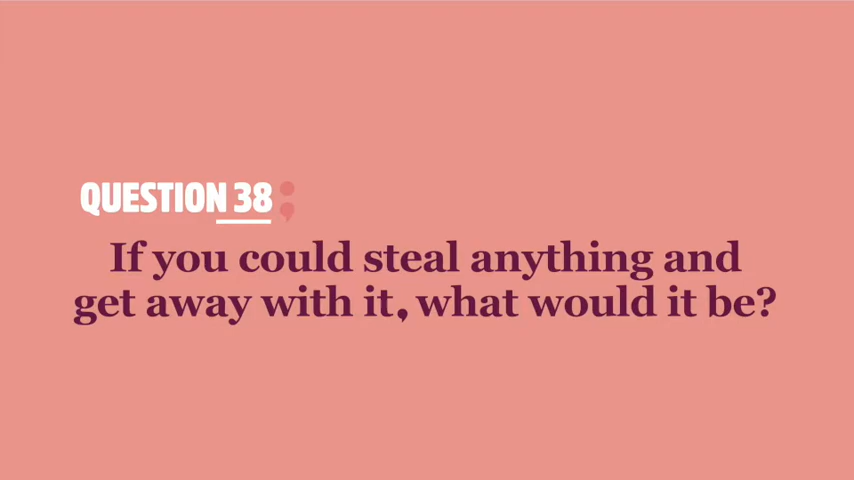 QUESTION 38;
If you could steal anything and
get away with it, what would it be?